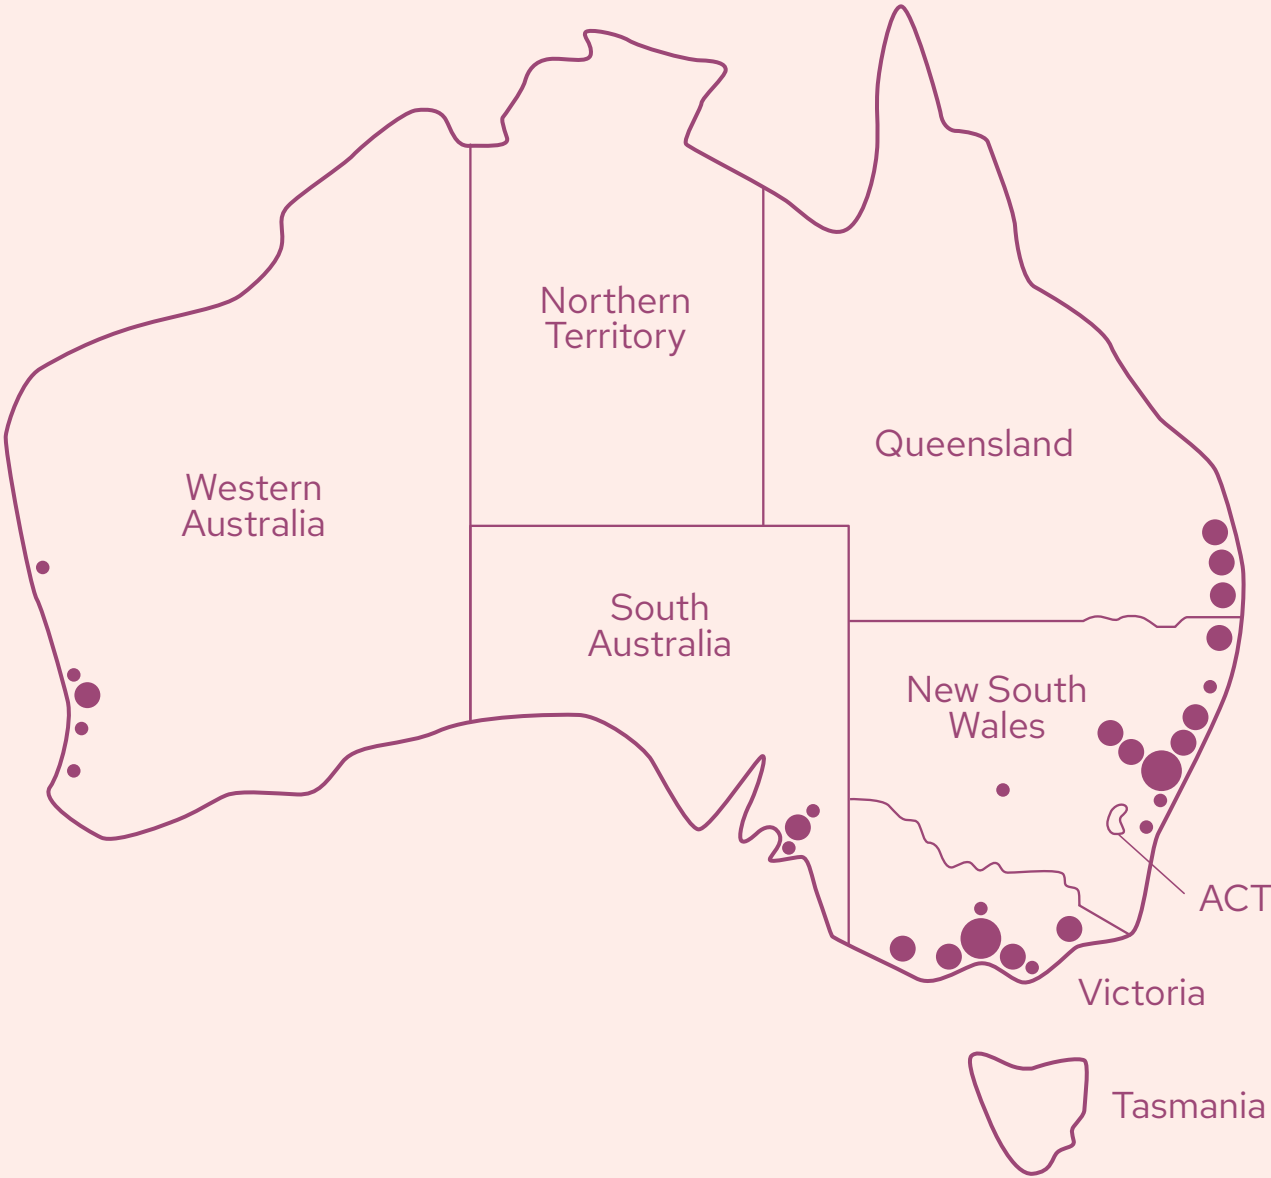 Northern
Territory
Queensland
Western
Australia
South
Australia
New South
Wales
ACT
Victoria
Tasmania